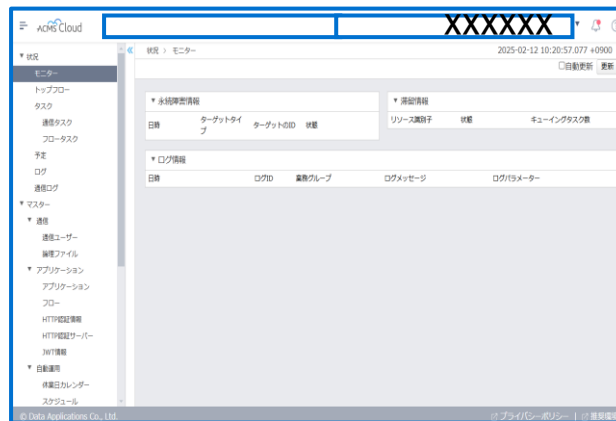 ACMS Cloud
XXXXXX
▼ 状況
モニター
トップフロー
タスク
通信タスク
フロータスク
予定
ログ
通信ログ
▼ マスター
▼ 通信
通信ユーザー
論理ファイル
▼ アプリケーション
アプリケーション
フロー
HTTP認証情報
HTTP認証サーバー
JWT情報
▼ 自動運用
休業日カレンダー
スケジュール
状況 > モニター
2025-02-12 10:20:57.077 +0900
自動更新 更新
▼ 永続障害情報
日時 ターゲットタイプ ターゲットのID 状態
▼ 滞留情報
リソース識別子 状態 キューイングタスク数
▼ ログ情報
日時 ログID 業務グループ ログメッセージ ログパラメーター
© Data Applications Co., Ltd.
プライバシーポリシー | 推奨環境